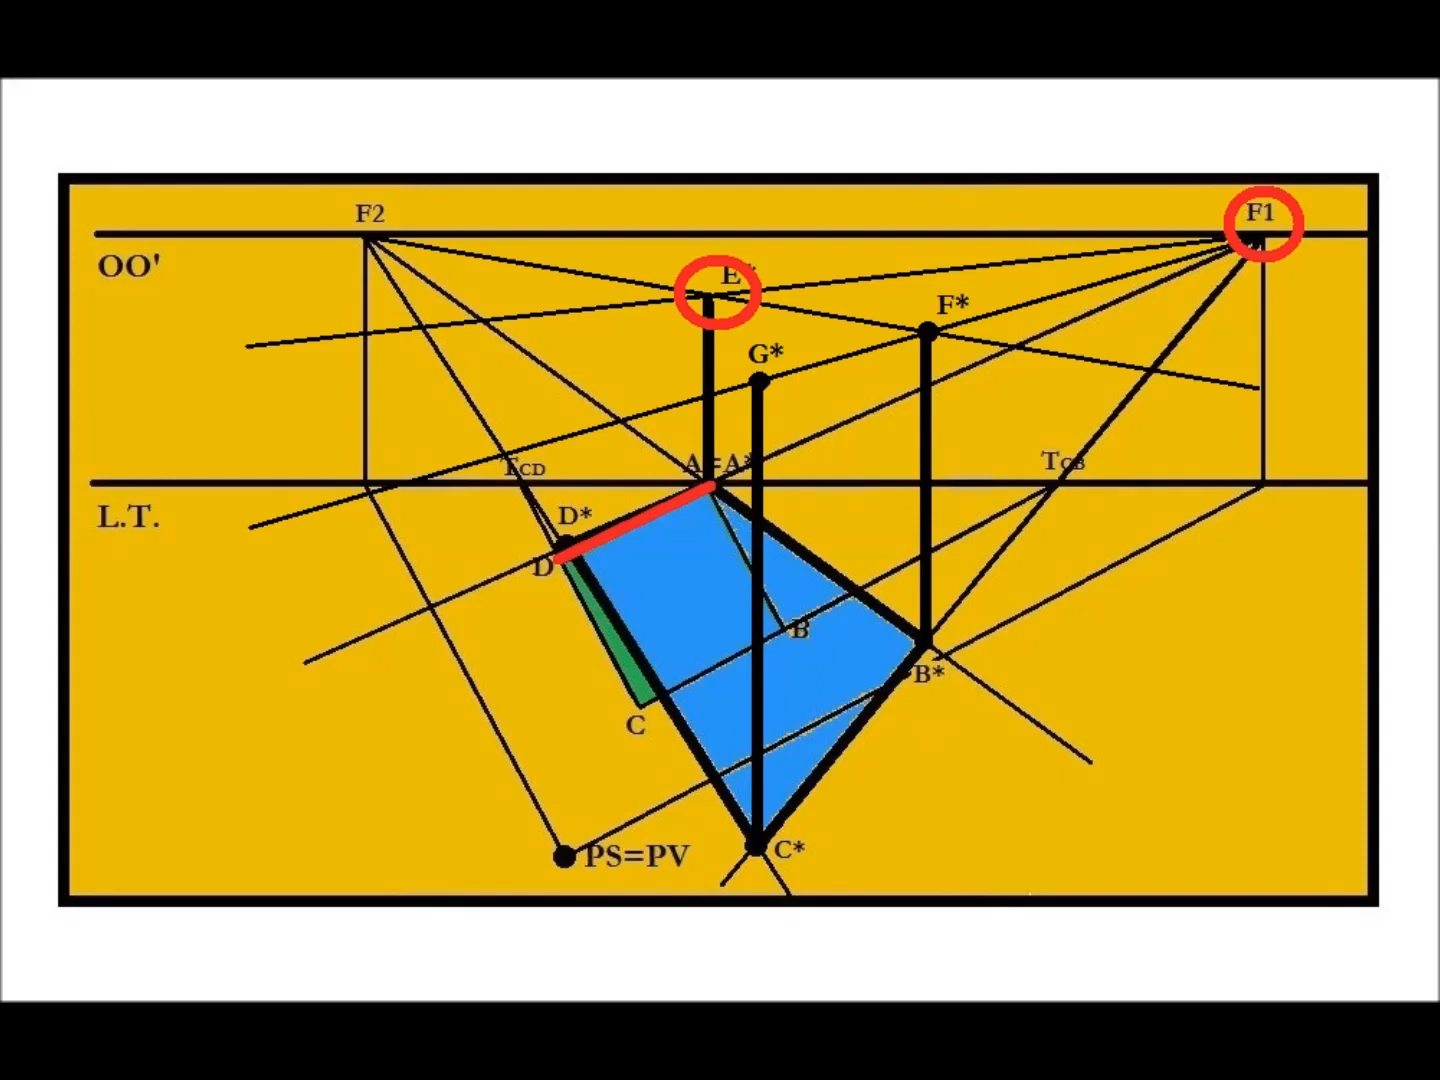 F2
F1
OO'
E*
F*
G*
TCD
A=A*
TCB
L.T.
D*
D
B
B*
C
PS=PV
C*